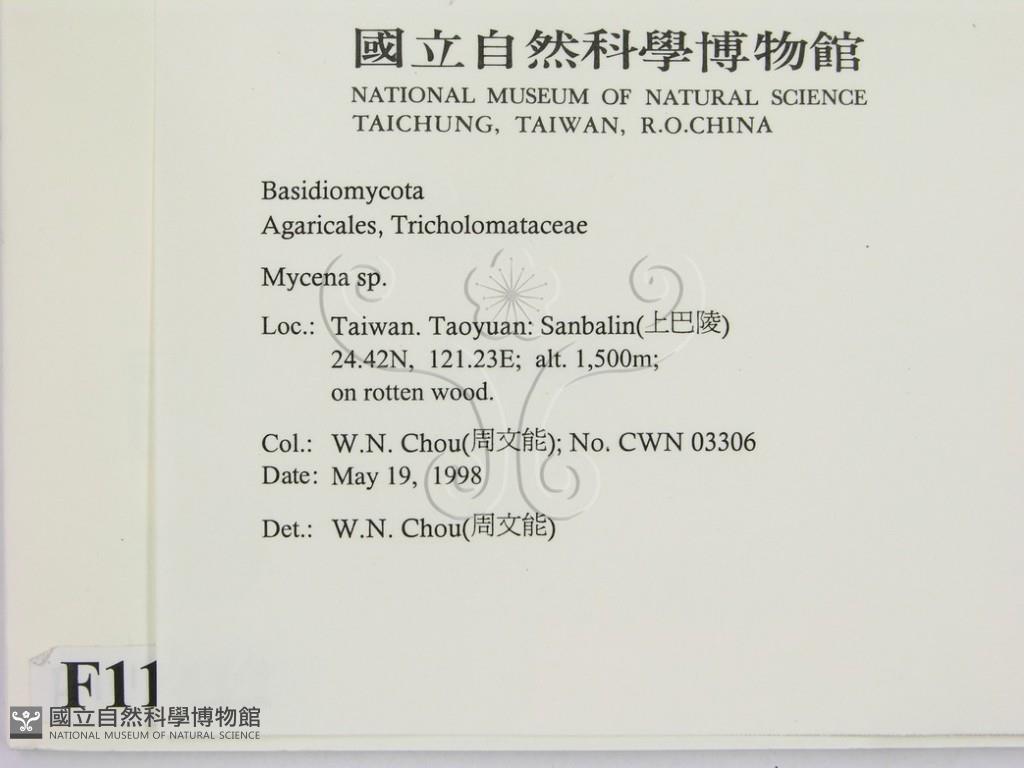 國立自然科學博物館
NATIONAL MUSEUM OF NATURAL SCIENCE
TAICHUNG, TAIWAN, R.O.CHINA
Basidiomycota
Agaricales, Tricholomataceae
Mycena sp.
Loc.: Taiwan. Taoyuan: Sanbalin(上巴陵)
24.42N, 121.23E; alt. 1,500m;
on rotten wood.
Col.: W.N. Chou(周文能); No. CWN 03306
Date: May 19, 1998
Det.: W.N. Chou(周文能)
F11
國立自然科學博物館
NATIONAL MUSEUM OF NATURAL SCIENCE